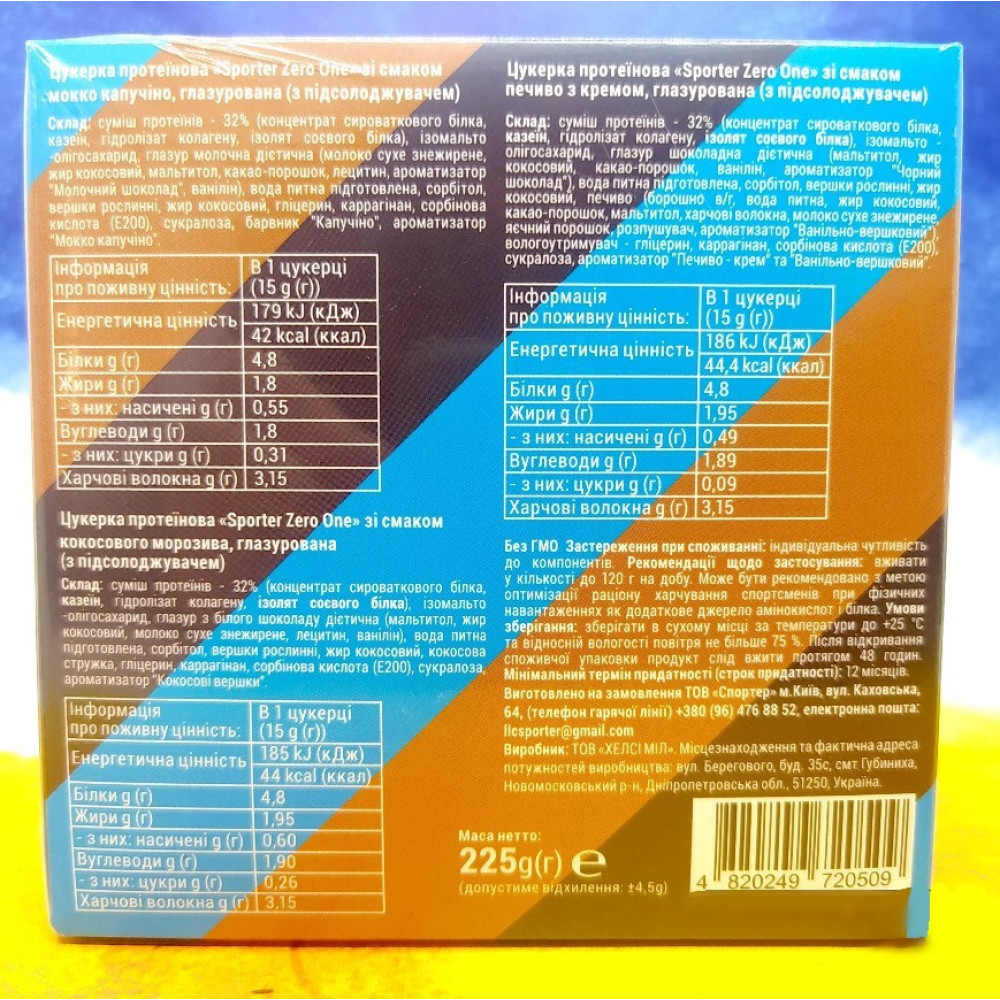 Цукерка протеїнова «Sporter Zero One» зі смаком
мокко капучіно, глазурована (з підсолоджувачем)
Склад: суміш протеїнів - 32% (концентрат сироваткового білка,
казеїн, гідролізат колагену, ізолят соєвого білка), ізомальто
-олігосахарид, глазур молочна дієтична (молоко сухе знежирене,
жир кокосовий, мальтитол, какао-порошок, лецитин, ароматизатор
"Молочний шоколад", ванілін), вода питна підготовлена, сорбітол,
вершки рослинні, жир кокосовий, гліцерин, каррагінан, сорбінова
кислота (Е200), сукралоза, барвник "Капучіно", ароматизатор
"Мокко капучіно".
Інформація
про поживну цінність:
В 1 цукерці
(15 g (г))
Енергетична цінність
179 kJ (кДж)
42 kcal (ккал)
Білки g (г) 4,8
Жири g (г) 1,8
- з них: насичені g (г) 0,55
Вуглеводи g (г) 1,8
- з них: цукри g (г) 0,31
Харчові волокна g (г) 3,15
Цукерка протеїнова «Sporter Zero One» зі смаком
кокосового морозива, глазурована
(з підсолоджувачем)
Склад: суміш протеїнів - 32% (концентрат сироваткового білка,
казеїн, гідролізат колагену, ізолят соєвого білка), ізомальто
-олігосахарид, глазур з білого шоколаду дієтична (мальтитол, жир
кокосовий, молоко сухе знежирене, лецитин, ванілін), вода питна
підготовлена, сорбітол, вершки рослинні, жир кокосовий, кокосова
стружка, гліцерин, каррагінан, сорбінова кислота (Е200), сукралоза,
ароматизатор "Кокосові вершки".
Інформація
про поживну цінність:
В 1 цукерці
(15 g (г))
Енергетична цінність
185 kJ (кДж)
44 kcal (ккал)
Білки g (г) 4,8
Жири g (г) 1,95
- з них: насичені g (г) 0,60
Вуглеводи g (г) 1,90
- з них: цукри g (г) 0,26
Харчові волокна g (г) 3,15
Цукерка протеїнова «Sporter Zero One» зі смаком
печиво з кремом, глазурована (з підсолоджувачем)
Склад: суміш протеїнів - 32% (концентрат сироваткового білка,
казеїн, гідролізат колагену, ізолят соєвого білка), ізомальто -
олігосахарид, глазур шоколадна дієтична (мальтитол, жир
кокосовий, какао-порошок, ванілін, ароматизатор "Чорний
шоколад"), вода питна підготовлена, сорбітол, вершки рослинні, жир
кокосовий, печиво (борошно в/г, вода питна, жир кокосовий,
какао-порошок, мальтитол, харчові волокна, молоко сухе знежирене,
яєчний порошок, розпушувач, ароматизатор "Ванільно-вершковий"),
вологоутримувач - гліцерин, каррагінан, сорбінова кислота (Е200),
сукралоза, ароматизатор "Печиво - крем" та "Ванільно-вершковий".
Інформація
про поживну цінність:
В 1 цукерці
(15 g (г))
Енергетична цінність
186 kJ (кДж)
44,4 kcal (ккал)
Білки g (г) 4,8
Жири g (г) 1,95
- з них: насичені g (г) 0,49
Вуглеводи g (г) 1,89
- з них: цукри g (г) 0,09
Харчові волокна g (г) 3,15
Без ГМО Застереження при споживанні: індивідуальна чутливість
до компонентів. Рекомендації щодо застосування: вживати
у кількості до 120 г на добу. Може бути рекомендовано з метою
оптимізації раціону харчування спортсменів при фізичних
навантаженнях як додаткове джерело амінокислот і білка. Умови
зберігання: зберігати в сухому місці за температури до +25 °С
та відносній вологості повітря не більше 75 %. Після відкривання
споживчої упаковки продукт слід вжити протягом 48 годин.
Мінімальний термін придатності (строк придатності): 12 місяців.
Виготовлено на замовлення ТОВ «Спортер» м.Київ, вул. Каховська,
64, (телефон гарячої лінії) +380 (96) 476 88 52, електронна пошта:
llcsporter@gmail.com
Виробник: ТОВ «ХЕЛСІ МІЛ». Місцезнаходження та фактична адреса
потужностей виробництва: вул. Берегового, буд. 35с, смт Губиниха,
Новомосковський р-н, Дніпропетровська обл., 51250, Україна.
Маса нетто:
225g(г) e
(допустиме відхилення: ±4,5g)
4 820249 720509